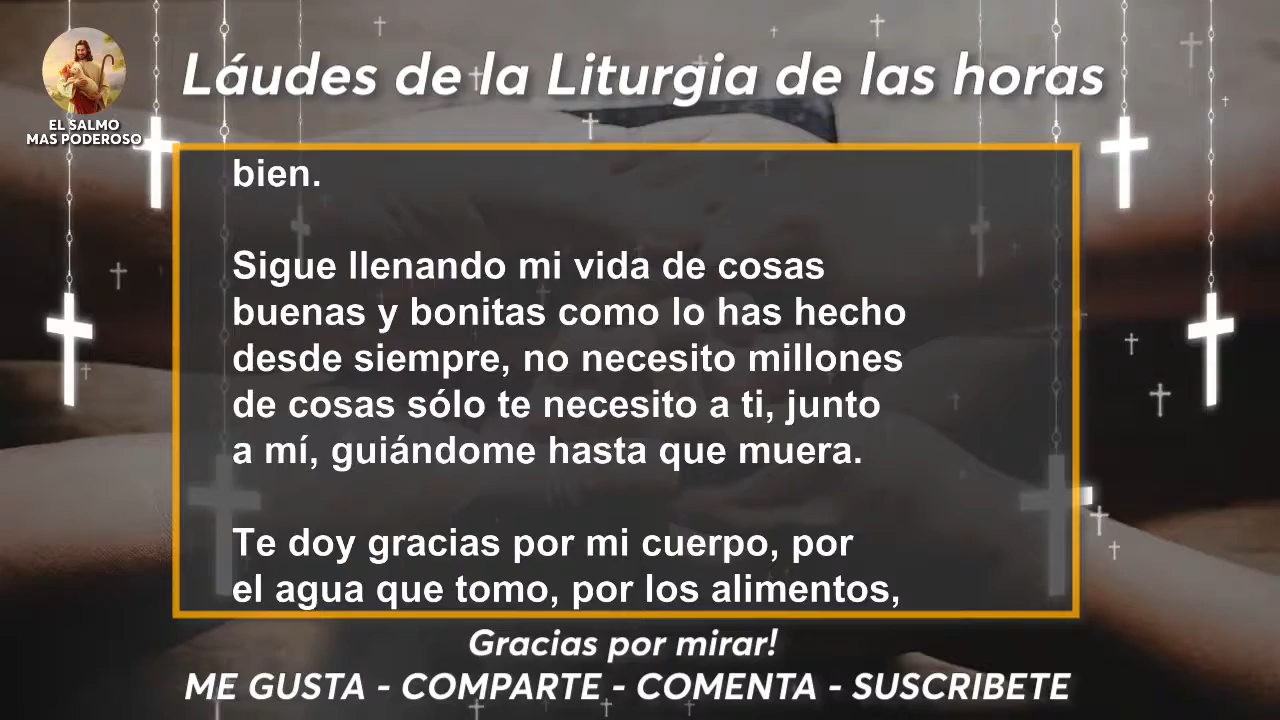 Láudes de la Liturgia de las horas
EL SALMO
MAS PODEROSO
bien.
Sigue llenando mi vida de cosas
buenas y bonitas como lo has hecho
desde siempre, no necesito millones
de cosas sólo te necesito a ti, junto
a mí, guiándome hasta que muera.
Te doy gracias por mi cuerpo, por
el agua que tomo, por los alimentos,
Gracias por mirar!
ME GUSTA - COMPARTE - COMENTA - SUSCRIBETE